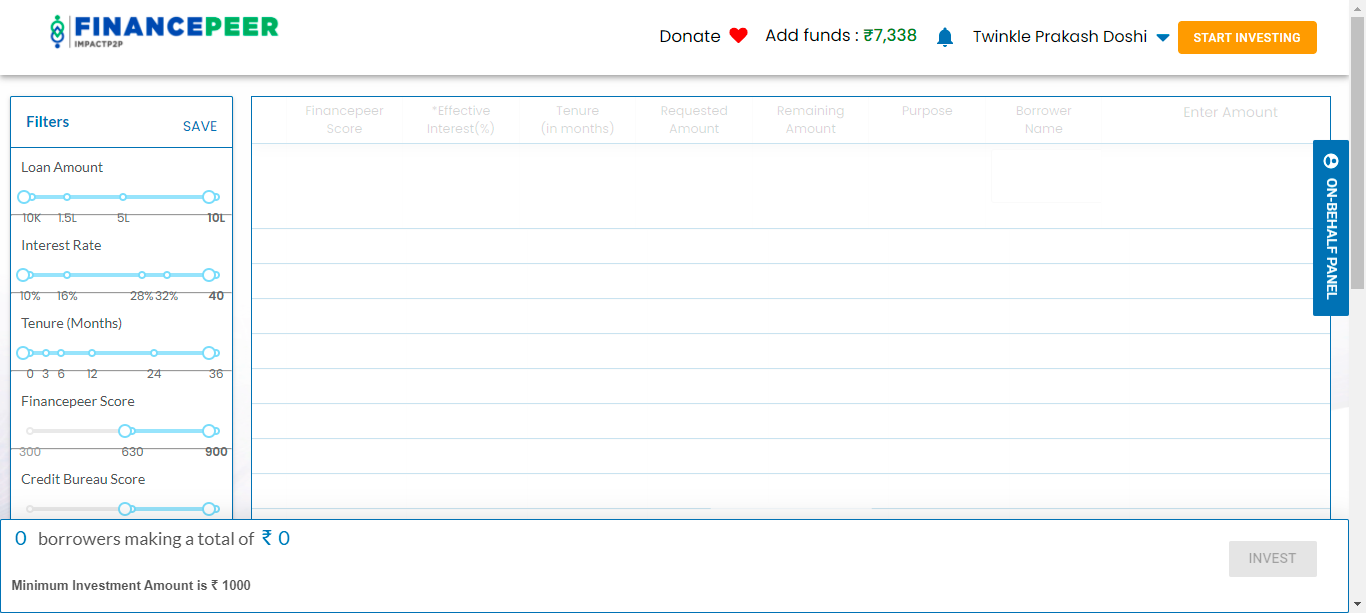 FINANCEPEER
IMPACTP2P
Donate Add funds : ₹7,338 Twinkle Prakash Doshi START INVESTING
Filters
SAVE
Loan Amount
10K 1.5L 5L 10L
Interest Rate
10% 16% 28% 32% 40
Tenure (Months)
0 3 6 12 24 36
Financepeer Score
300 630 900
Credit Bureau Score
Financepeer Score
*Effective Interest(%)
Tenure (in months)
Requested Amount
Remaining Amount
Purpose
Borrower Name
Enter Amount
ON-BEHALF PANEL
0 borrowers making a total of ₹ 0
Minimum Investment Amount is ₹ 1000
INVEST